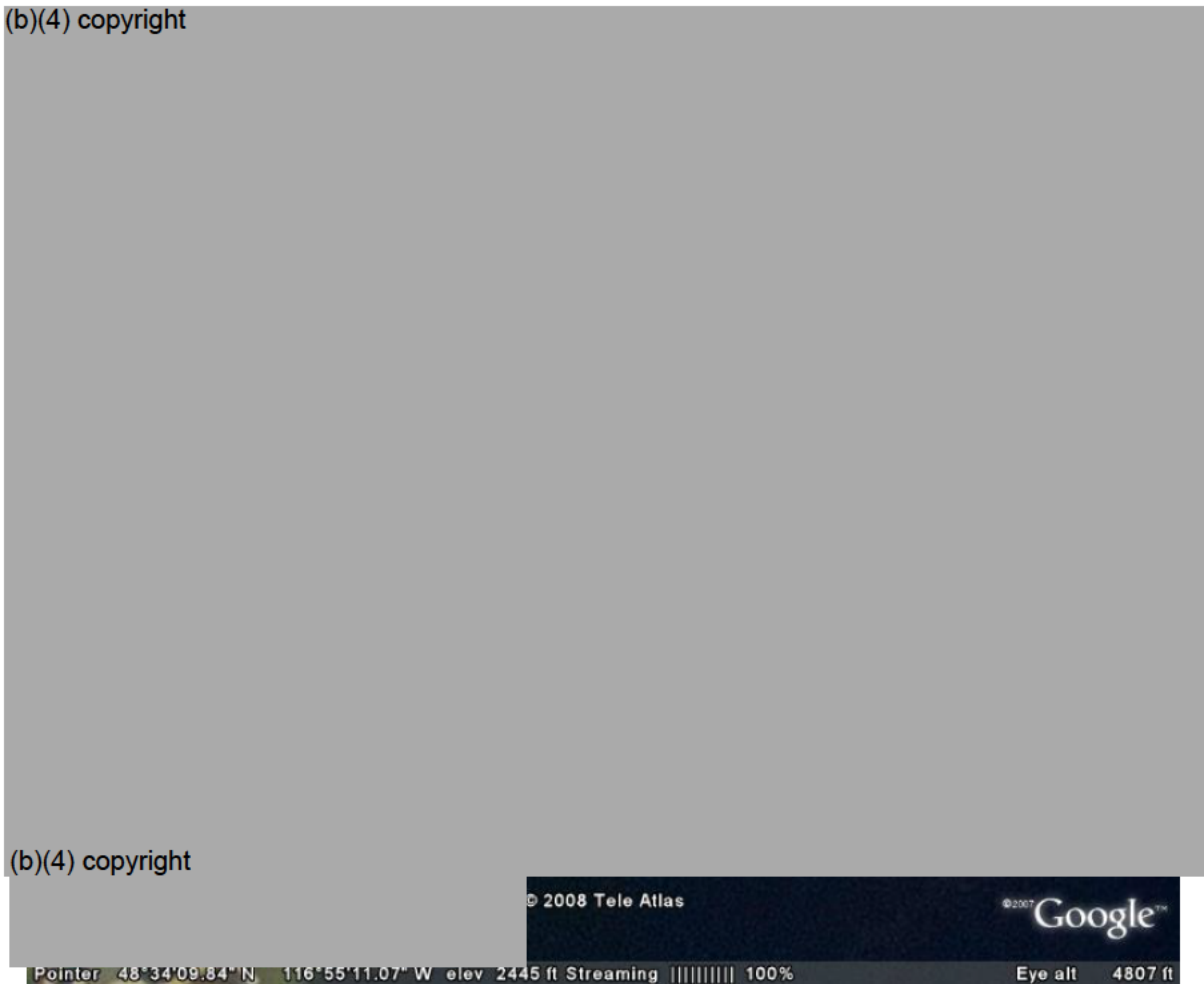 (b)(4) copyright
(b)(4) copyright
© 2008 Tele Atlas
©2007 Google™
Pointer 48°34'09.84" N 116°55'11.07" W elev 2445 ft Streaming |||||||||| 100% Eye alt 4807 ft